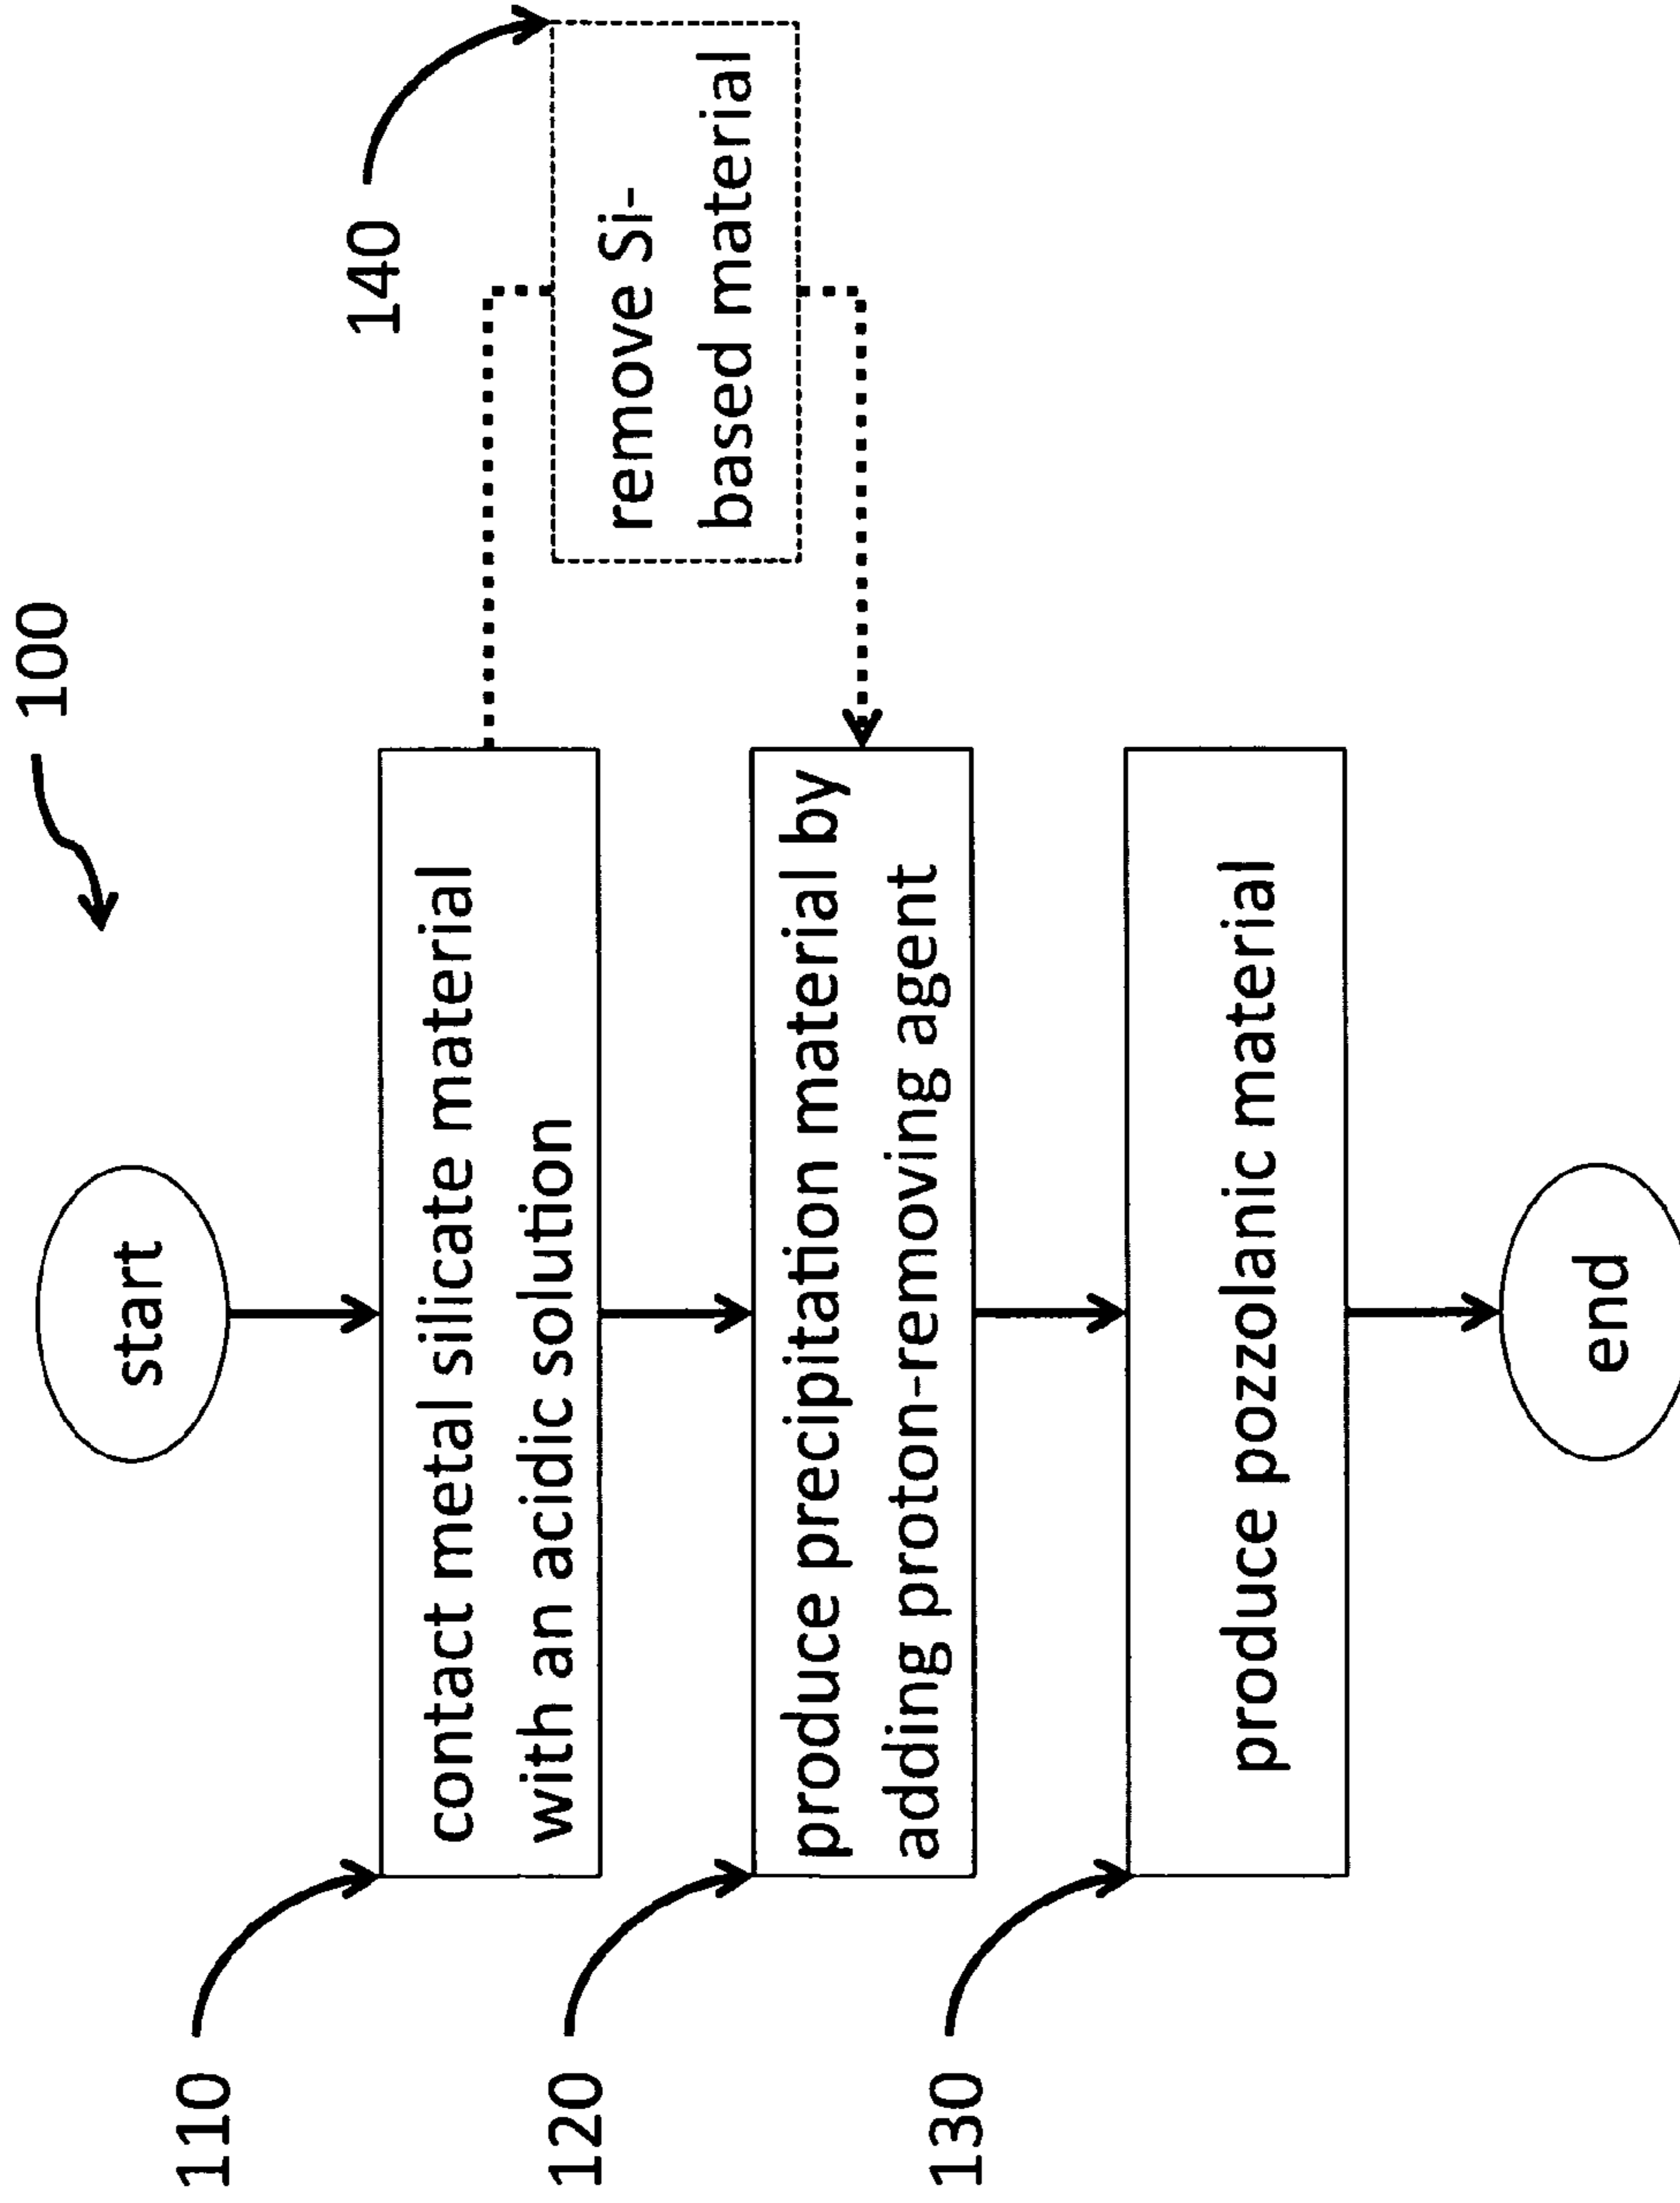 100
start
110
contact metal silicate material
with an acidic solution
140
remove Si-
based material
120
produce precipitation material by
adding proton-removing agent
130
produce pozzolanic material
end